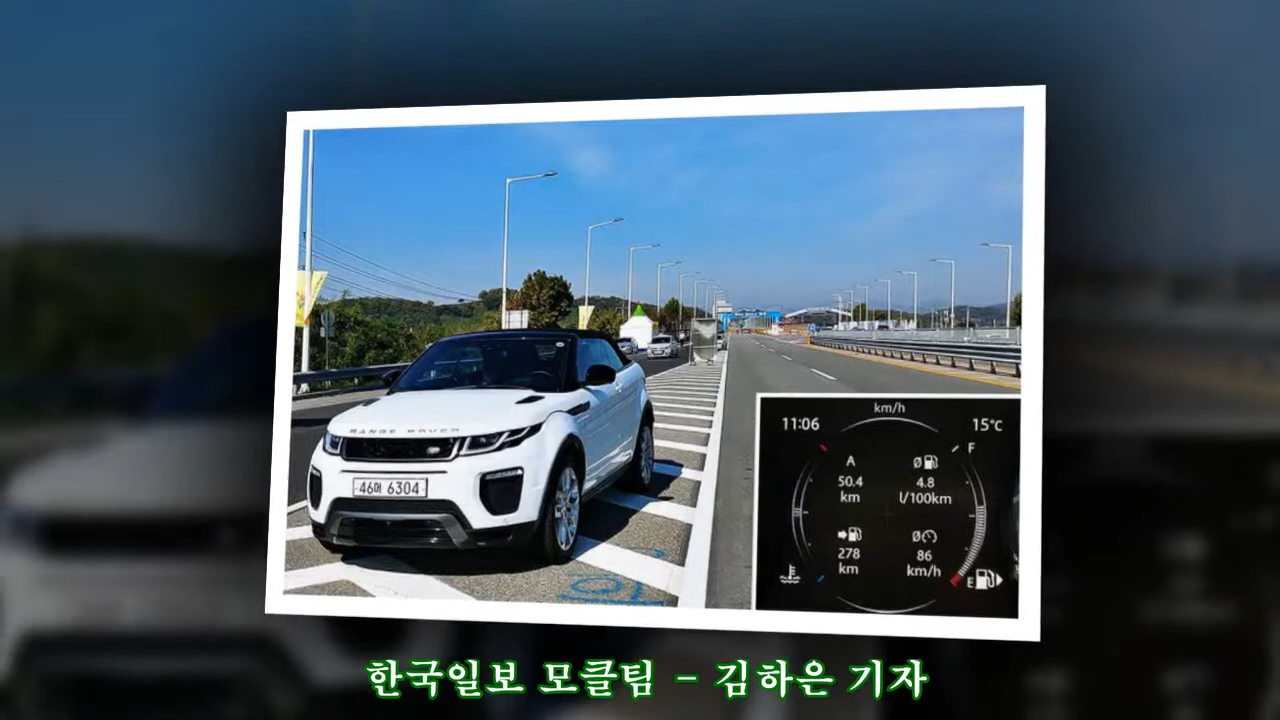 RANGE ROVER
46머 6304
km/h
11:06
15°C
F
A
50.4
km
Ø
4.8
l/100km
278
km
Ø
86
km/h
E
한국일보 모클팀 - 김하은 기자